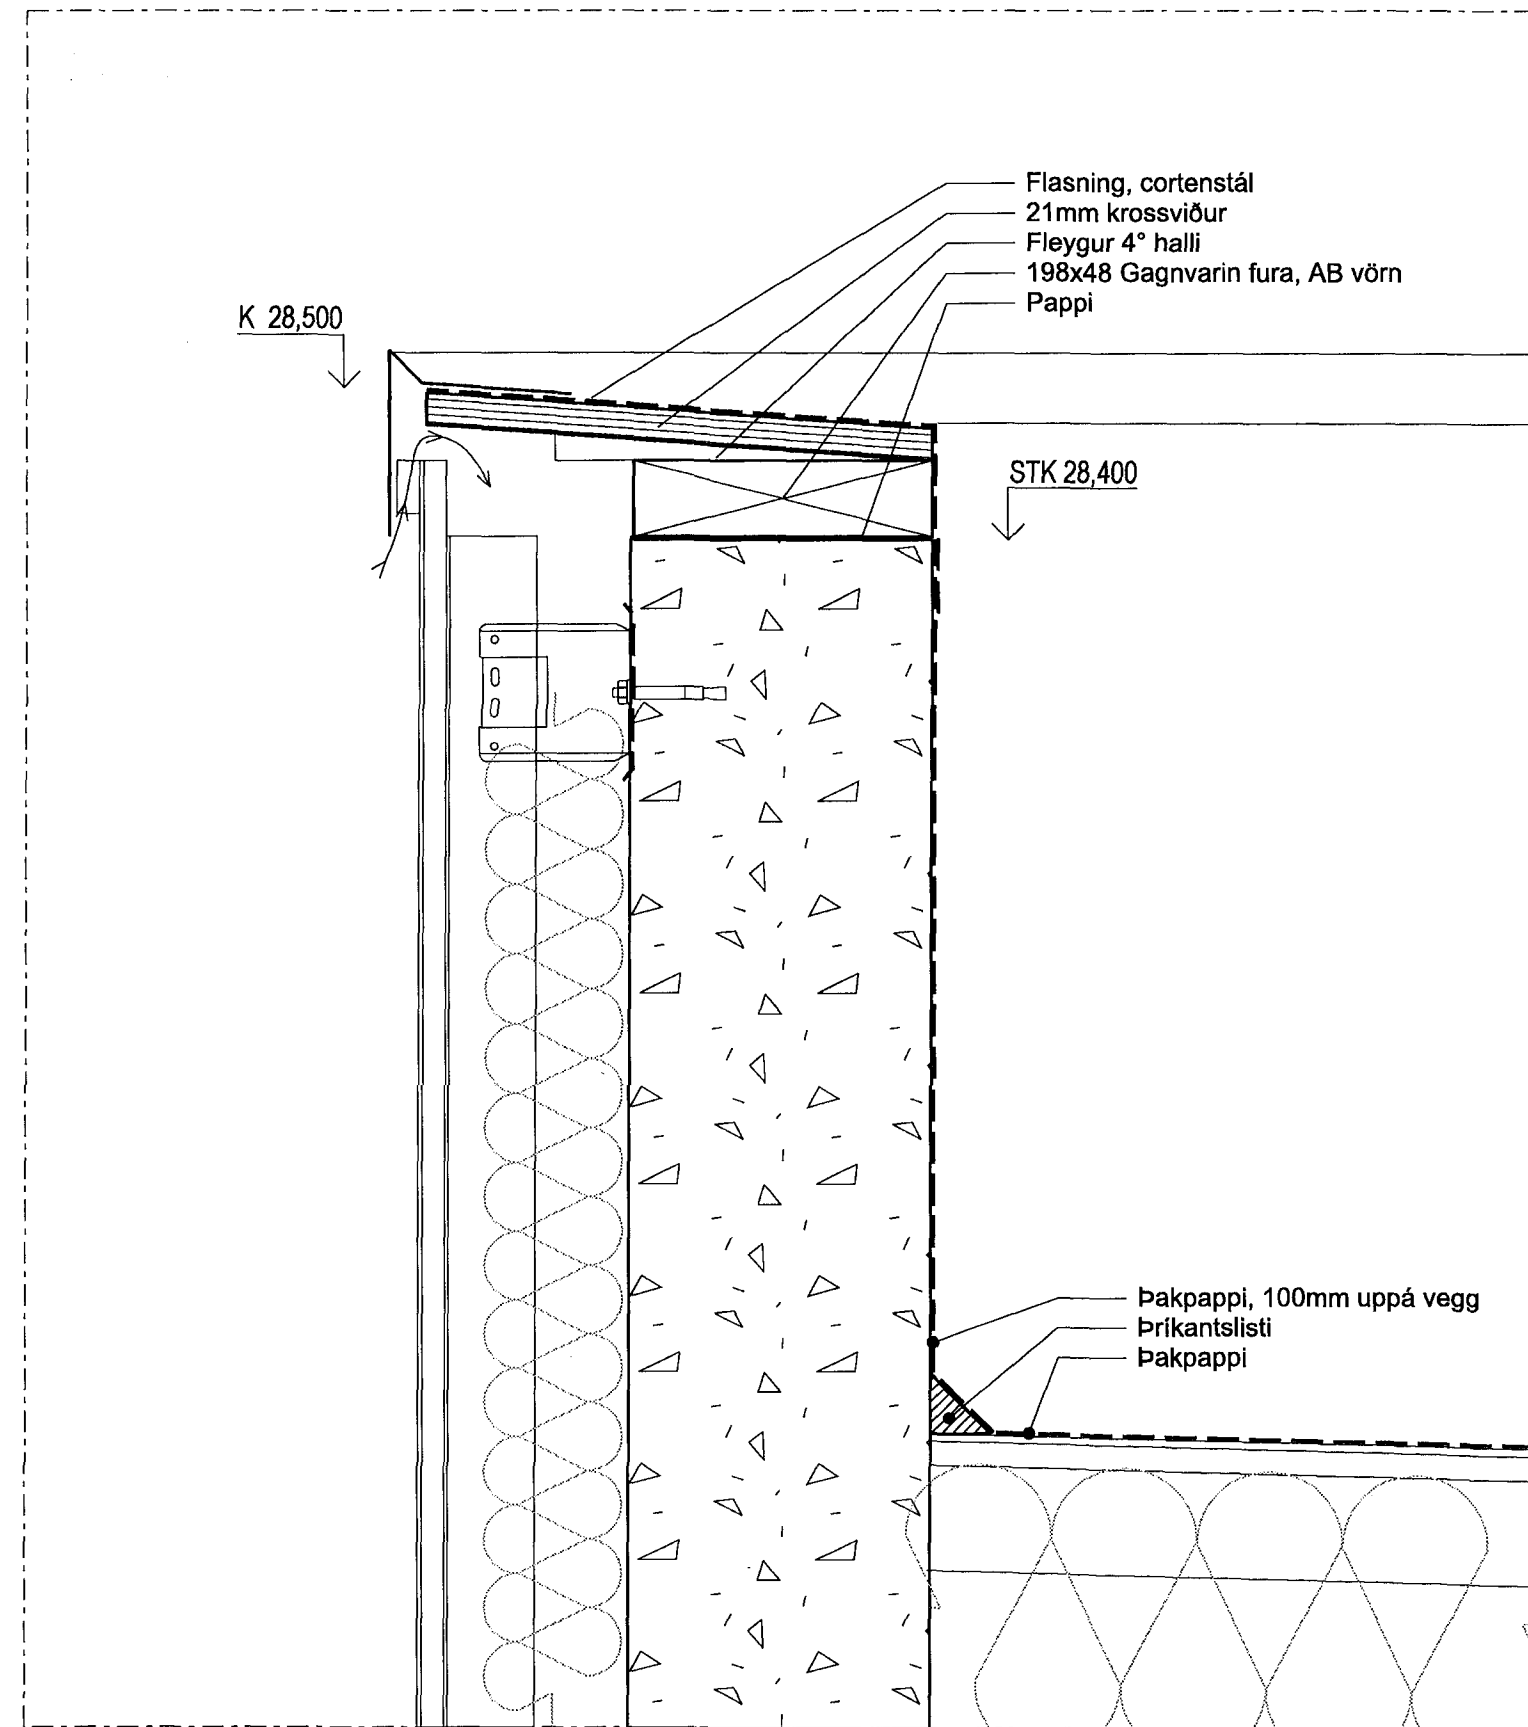 Flasning, cortenstál
21mm krossviður
Fleygur 4° halli
198x48 Gagnvarin fura, AB vörn
Pappi
K 28,500
STK 28,400
Þakpappi, 100mm uppá vegg
Þríkantslisti
Þakpappi